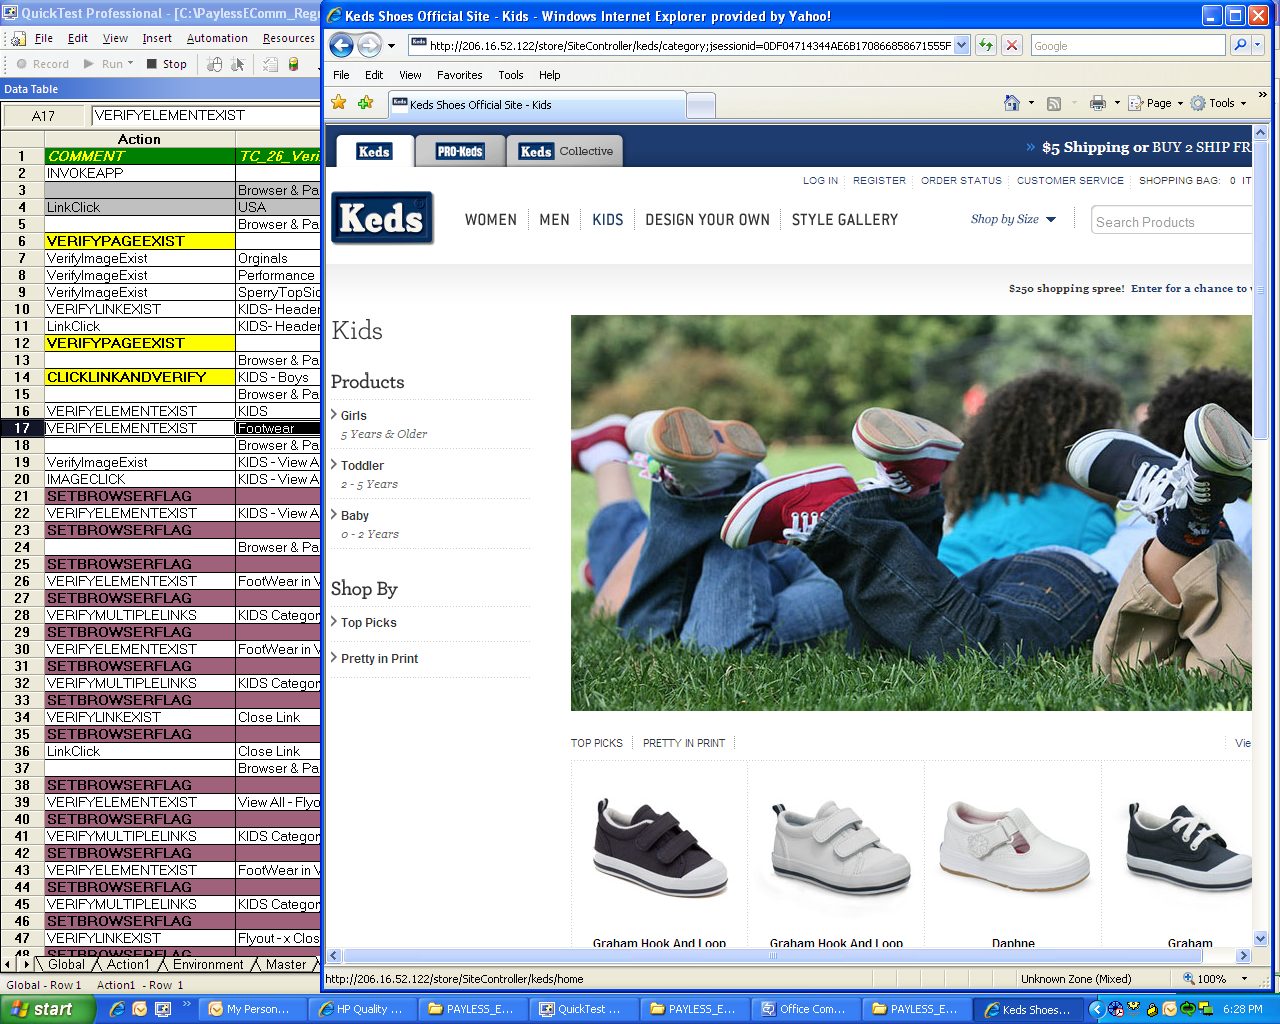 QuickTest Professional - [C:\PaylessEComm_Reg
File Edit View Insert Automation Resources
Record Run Stop
Data Table
A17 VERIFYELEMENTEXIST
Action
1 COMMENT TC_26_Veri
2 INVOKEAPP
3 Browser & Pa
4 LinkClick USA
5 Browser & Pa
6 VERIFYPAGEEXIST
7 VerifyImageExist Orginals
8 VerifyImageExist Performance
9 VerifyImageExist SperryTopSid
10 VERIFYLINKEXIST KIDS- Header
11 LinkClick KIDS- Header
12 VERIFYPAGEEXIST
13 Browser & Pa
14 CLICKLINKANDVERIFY KIDS - Boys
15 Browser & Pa
16 VERIFYELEMENTEXIST KIDS
17 VERIFYELEMENTEXIST Footwear
18 Browser & Pa
19 VerifyImageExist KIDS - View A
20 IMAGECLICK KIDS - View A
21 SETBROWSERFLAG
22 VERIFYELEMENTEXIST KIDS - View A
23 SETBROWSERFLAG
24 Browser & Pa
25 SETBROWSERFLAG
26 VERIFYELEMENTEXIST FootWear in V
27 SETBROWSERFLAG
28 VERIFYMULTIPLELINKS KIDS Categor
29 SETBROWSERFLAG
30 VERIFYELEMENTEXIST FootWear in V
31 SETBROWSERFLAG
32 VERIFYMULTIPLELINKS KIDS Categor
33 SETBROWSERFLAG
34 VERIFYLINKEXIST Close Link
35 SETBROWSERFLAG
36 LinkClick Close Link
37 Browser & Pa
38 SETBROWSERFLAG
39 VERIFYELEMENTEXIST View All - Flyo
40 SETBROWSERFLAG
41 VERIFYMULTIPLELINKS KIDS Categor
42 SETBROWSERFLAG
43 VERIFYELEMENTEXIST FootWear in V
44 SETBROWSERFLAG
45 VERIFYMULTIPLELINKS KIDS Categor
46 SETBROWSERFLAG
47 VERIFYLINKEXIST Flyout - x Clos
48 SETBROWSERFLAG
Global Action1 Environment Master
Global - Row 1 Action1 - Row 1
Keds Shoes Official Site - Kids - Windows Internet Explorer provided by Yahoo!
http://206.16.52.122/store/SiteController/keds/category;jsessionid=0DF04714344AE6B170866858671555F
Google
File Edit View Favorites Tools Help
Keds Shoes Official Site - Kids
Page Tools
Keds PRO-Keds Keds Collective
» $5 Shipping or BUY 2 SHIP FR
LOG IN REGISTER ORDER STATUS CUSTOMER SERVICE SHOPPING BAG: 0 IT
Keds
WOMEN MEN KIDS DESIGN YOUR OWN STYLE GALLERY
Shop by Size
Search Products
$250 shopping spree! Enter for a chance to
Kids
Products
Girls
5 Years & Older
Toddler
2 - 5 Years
Baby
0 - 2 Years
Shop By
Top Picks
Pretty in Print
TOP PICKS PRETTY IN PRINT Vie
Graham Hook And Loop
Graham Hook And Loop
Daphne
Graham
http://206.16.52.122/store/SiteController/keds/home
Unknown Zone (Mixed)
100%
start
My Person...
HP Quality ...
PAYLESS_E...
QuickTest ...
PAYLESS_E...
Office Com...
PAYLESS_E...
Keds Shoes...
6:28 PM